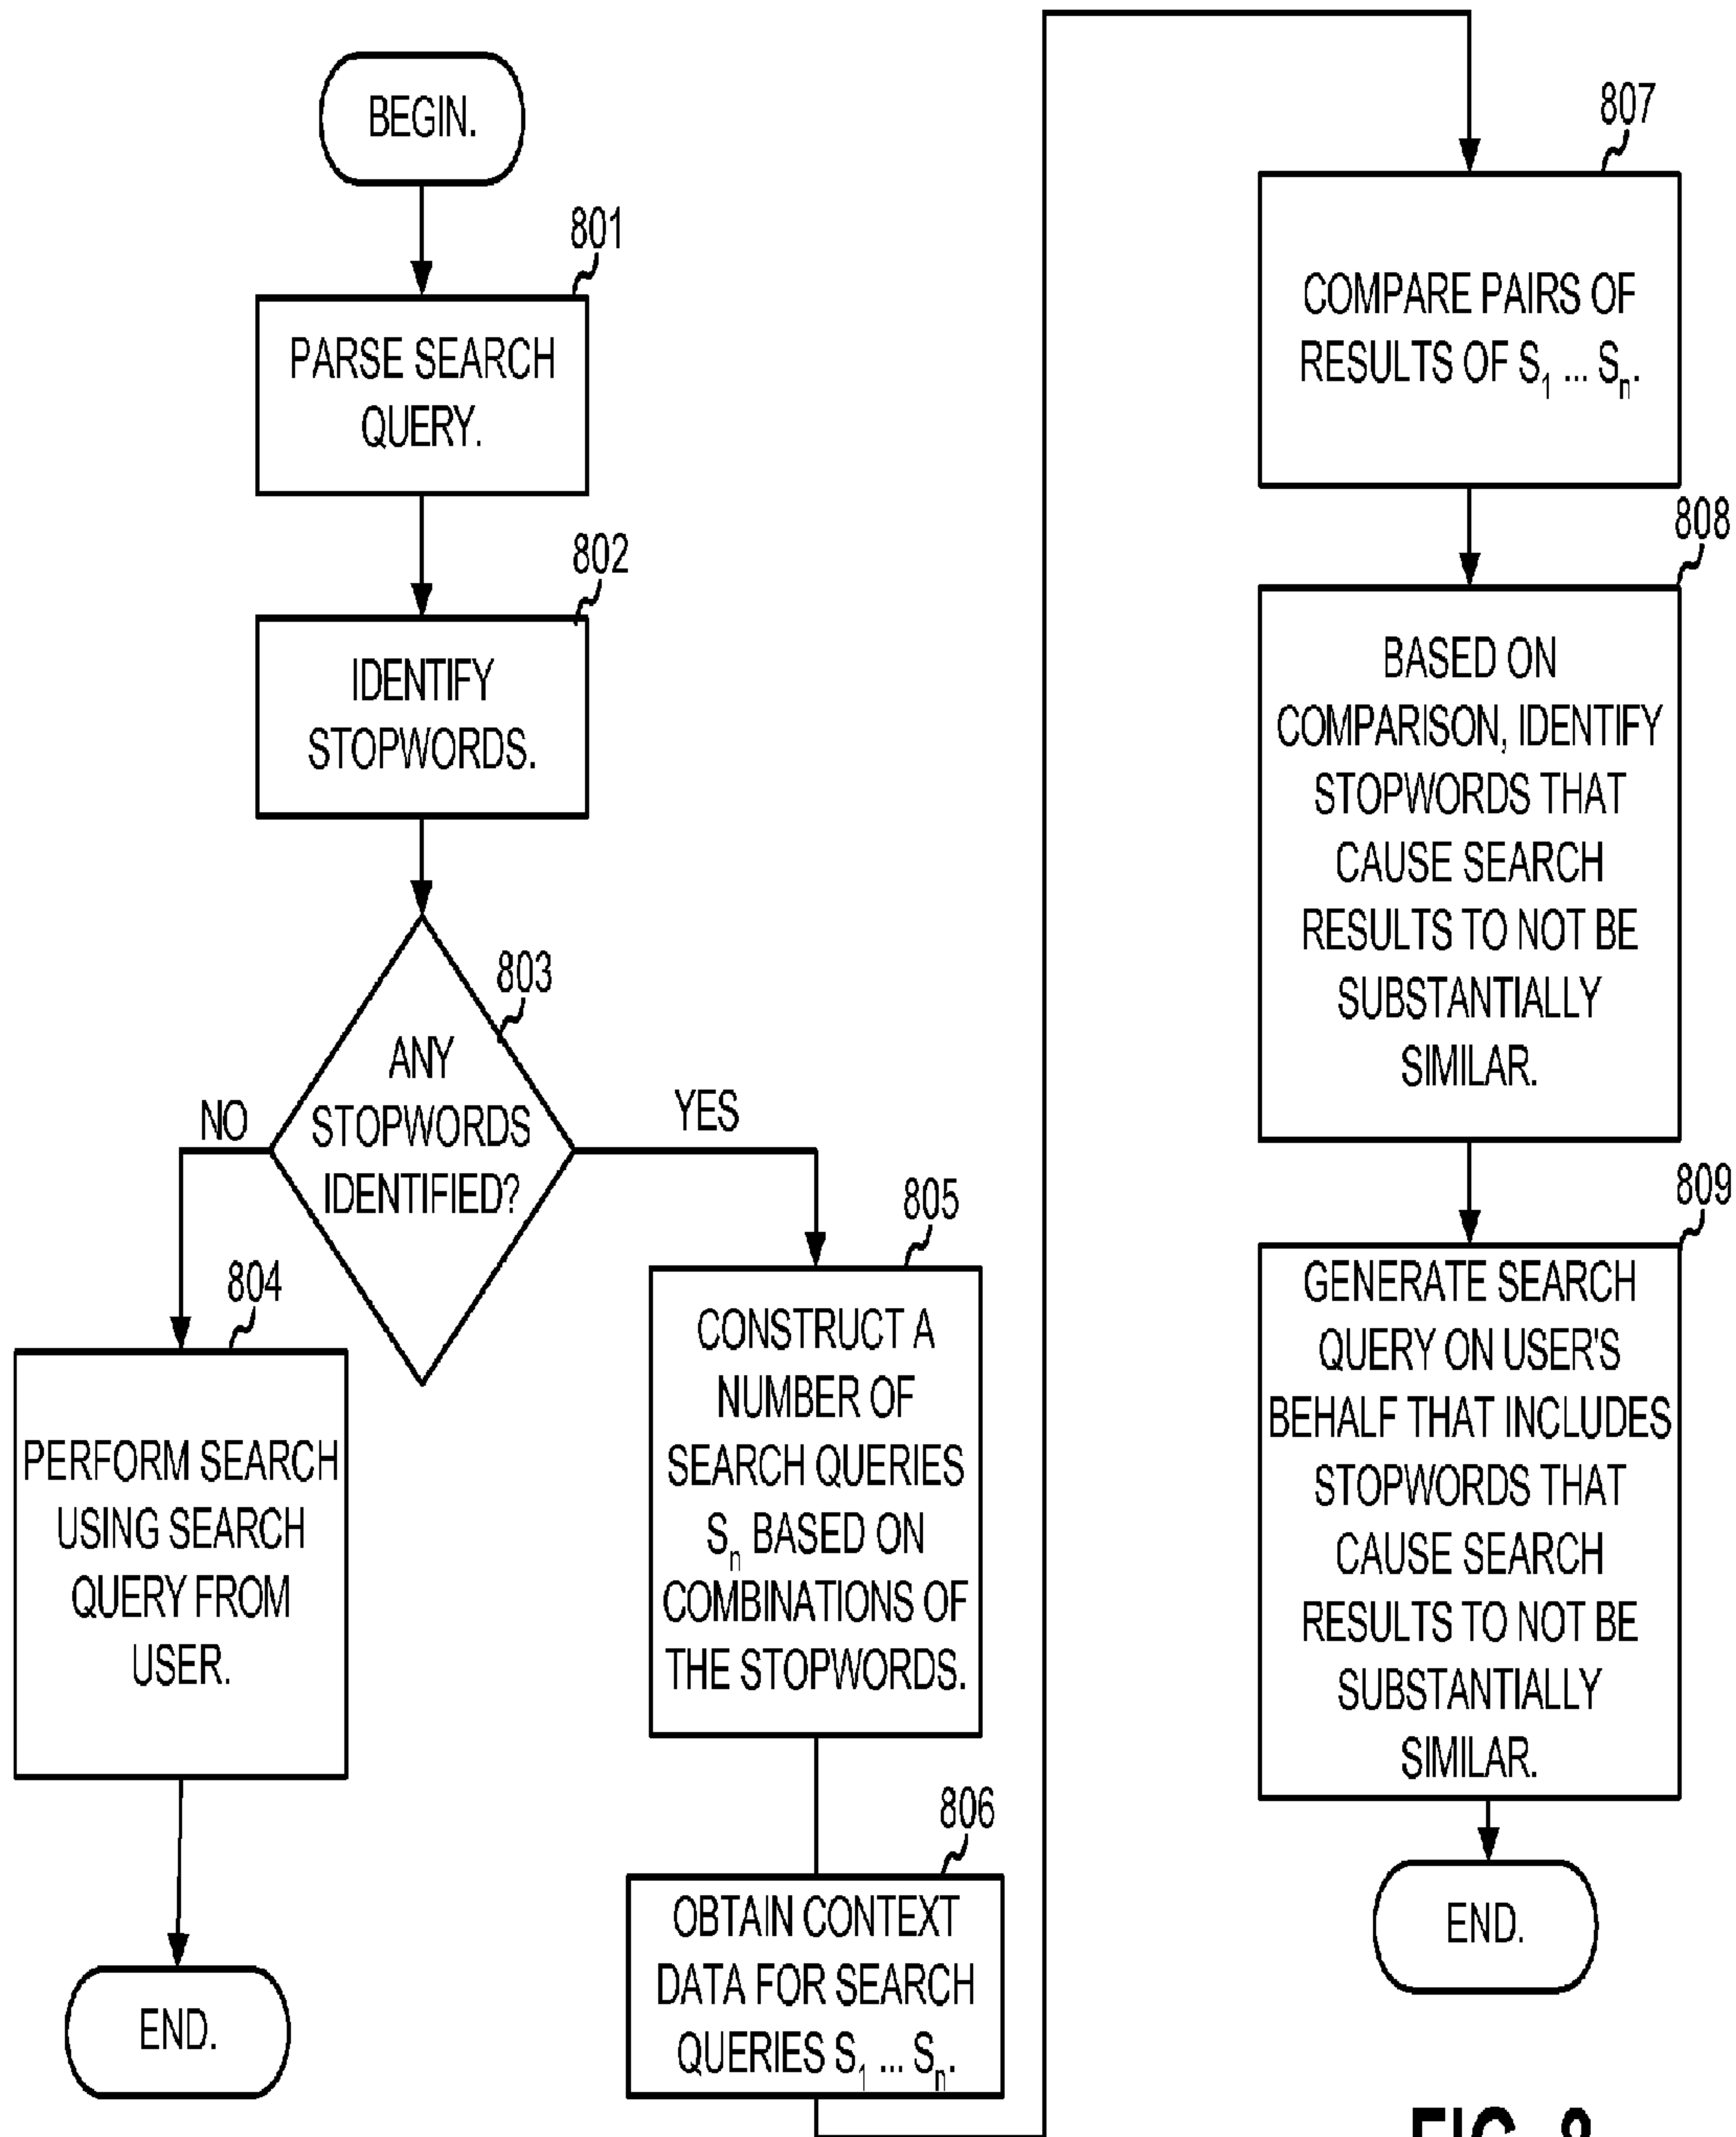 BEGIN.
801
PARSE SEARCH
QUERY.
802
IDENTIFY
STOPWORDS.
803
ANY
STOPWORDS
IDENTIFIED?
NO
YES
804
PERFORM SEARCH
USING SEARCH
QUERY FROM
USER.
END.
805
CONSTRUCT A
NUMBER OF
SEARCH QUERIES
Sn BASED ON
COMBINATIONS OF
THE STOPWORDS.
806
OBTAIN CONTEXT
DATA FOR SEARCH
QUERIES S1 ... Sn.
807
COMPARE PAIRS OF
RESULTS OF S1 ... Sn.
808
BASED ON
COMPARISON, IDENTIFY
STOPWORDS THAT
CAUSE SEARCH
RESULTS TO NOT BE
SUBSTANTIALLY
SIMILAR.
809
GENERATE SEARCH
QUERY ON USER'S
BEHALF THAT INCLUDES
STOPWORDS THAT
CAUSE SEARCH
RESULTS TO NOT BE
SUBSTANTIALLY
SIMILAR.
END.
FIG. 8